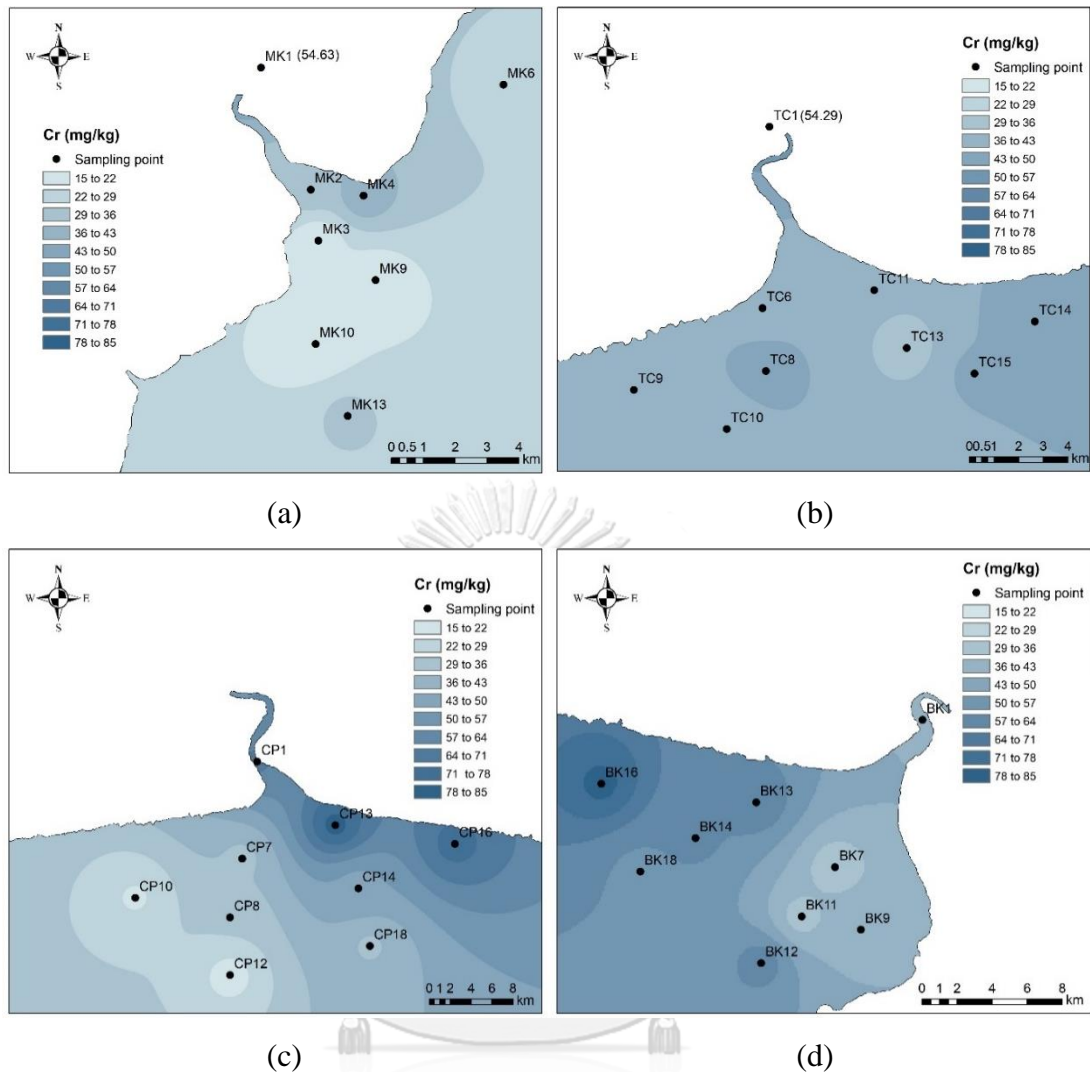 N
W E
S
MK1 (54.63)
MK6
Cr (mg/kg)
Sampling point
15 to 22
22 to 29
29 to 36
36 to 43
43 to 50
50 to 57
57 to 64
64 to 71
71 to 78
78 to 85
MK2
MK4
MK3
MK9
MK10
MK13
0 0.5 1 2 3 4
km
(a)
N
W E
S
Cr (mg/kg)
Sampling point
15 to 22
22 to 29
29 to 36
36 to 43
43 to 50
50 to 57
57 to 64
64 to 71
71 to 78
78 to 85
TC1(54.29)
TC11
TC6
TC14
TC13
TC8
TC15
TC9
TC10
00.51 2 3 4
km
(b)
N
W E
S
Cr (mg/kg)
Sampling point
15 to 22
22 to 29
29 to 36
36 to 43
43 to 50
50 to 57
57 to 64
64 to 71
71 to 78
78 to 85
CP1
CP13
CP16
CP7
CP14
CP10
CP8
CP18
CP12
0 1 2 4 6 8
km
(c)
N
W E
S
Cr (mg/kg)
Sampling point
15 to 22
22 to 29
29 to 36
36 to 43
43 to 50
50 to 57
57 to 64
64 to 71
71 to 78
78 to 85
BK1
BK16
BK13
BK14
BK18
BK7
BK11
BK9
BK12
0 1 2 4 6 8
km
(d)